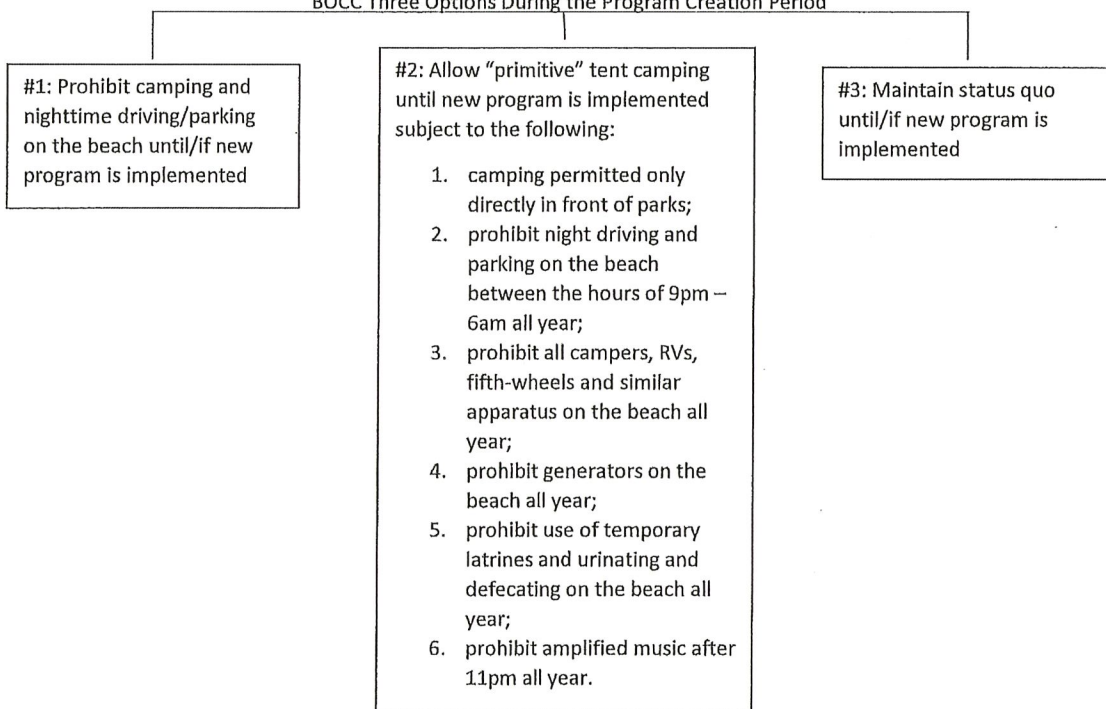 BOCC Three Options During the Program Creation Period
#1: Prohibit camping and
nighttime driving/parking
on the beach until/if new
program is implemented
#2: Allow "primitive" tent camping
until new program is implemented
subject to the following:
1. camping permitted only
directly in front of parks;
2. prohibit night driving and
parking on the beach
between the hours of 9pm –
6am all year;
3. prohibit all campers, RVs,
fifth-wheels and similar
apparatus on the beach all
year;
4. prohibit generators on the
beach all year;
5. prohibit use of temporary
latrines and urinating and
defecating on the beach all
year;
6. prohibit amplified music after
11pm all year.
#3: Maintain status quo
until/if new program is
implemented